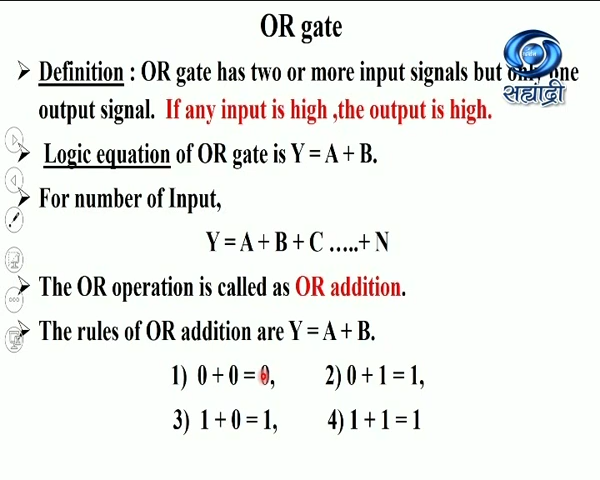 OR gate
➤ Definition : OR gate has two or more input signals but only one
output signal. If any input is high ,the output is high.
➤ Logic equation of OR gate is Y = A + B.
➤ For number of Input,
Y = A + B + C …..+ N
➤ The OR operation is called as OR addition.
➤ The rules of OR addition are Y = A + B.
1) 0 + 0 = 0, 2) 0 + 1 = 1,
3) 1 + 0 = 1, 4) 1 + 1 = 1
सह्याद्री